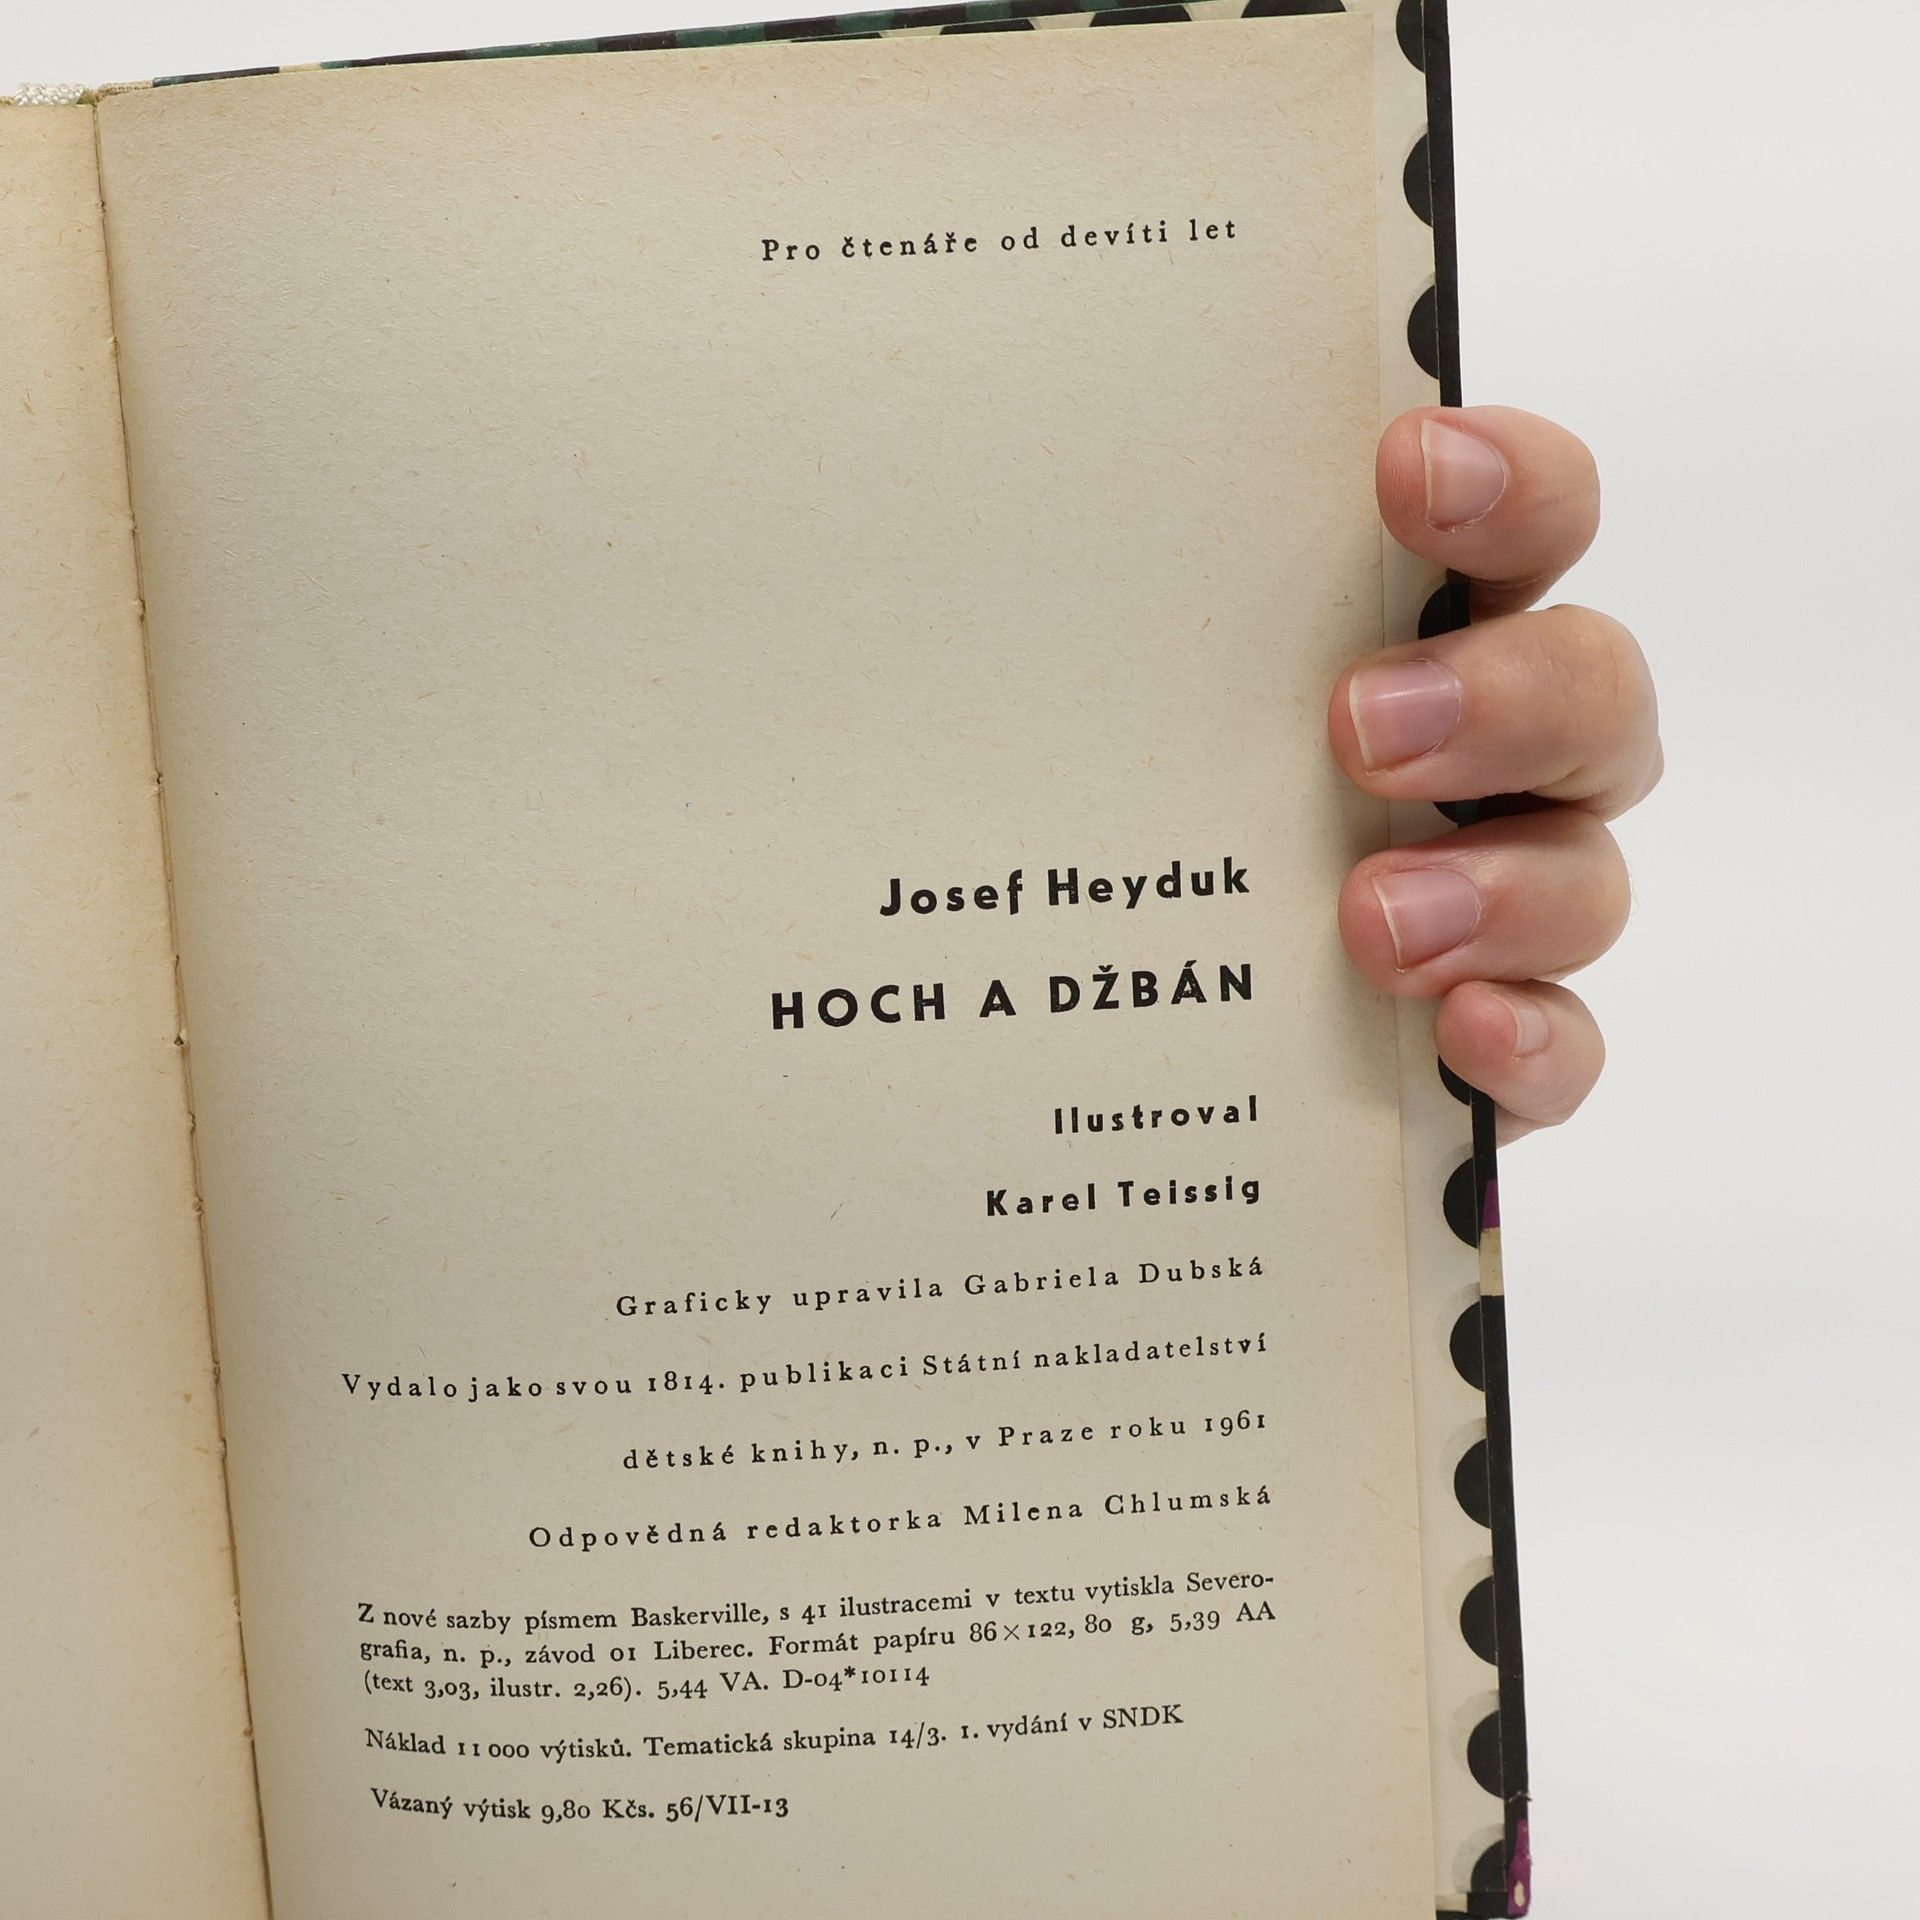 Pro čtenáře od devíti let
Josef Heyduk
HOCH A DŽBÁN
Ilustroval
Karel Teissig
Graficky upravila Gabriela Dubská
Vydalo jako svou 1814. publikaci Státní nakladatelství
dětské knihy, n. p., v Praze roku 1961
Odpovědná redaktorka Milena Chlumská
Z nové sazby písmem Baskerville, s 41 ilustracemi v textu vytiskla Severo-
grafia, n. p., závod 01 Liberec. Formát papíru 86×122, 80 g, 5,39 AA
(text 3,03, ilustr. 2,26). 5,44 VA. D-04*10114
Náklad 11 000 výtisků. Tematická skupina 14/3. 1. vydání v SNDK
Vázaný výtisk 9,80 Kčs. 56/VII-13